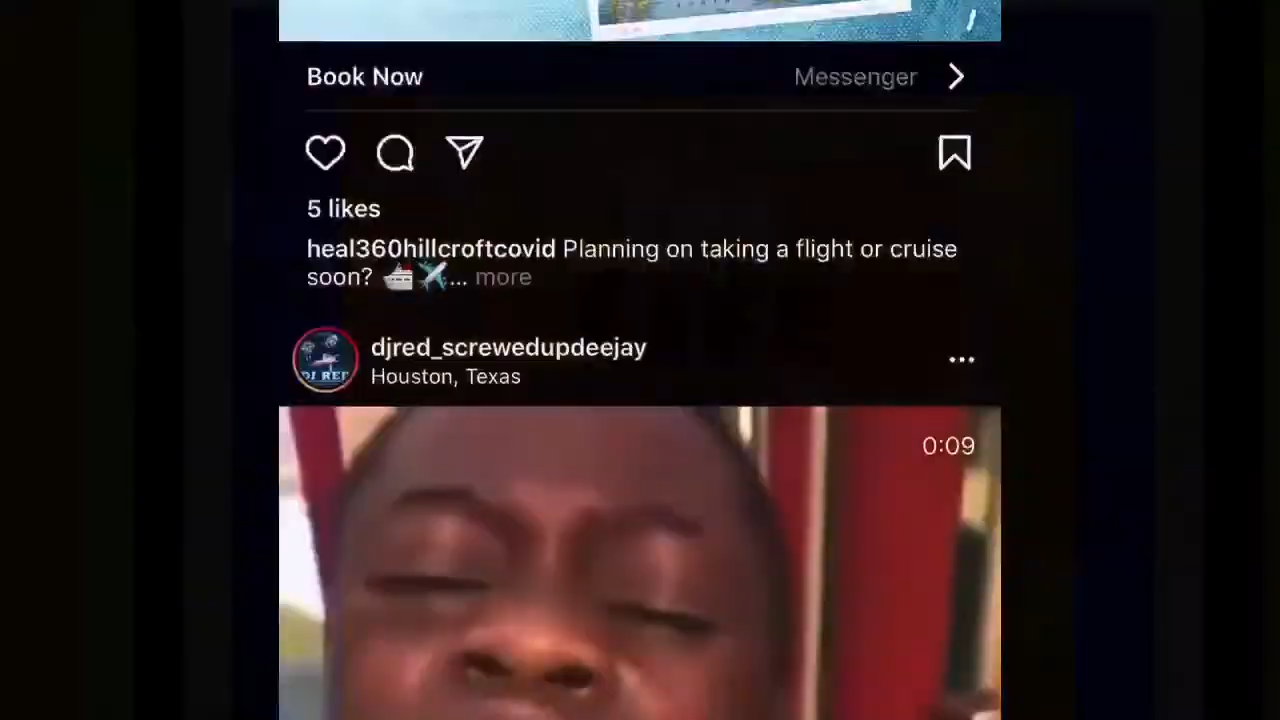 Book Now
Messenger
5 likes
heal360hillcroftcovid Planning on taking a flight or cruise
soon? 🛳️✈️... more
djred_screwedupdeejay
Houston, Texas
0:09